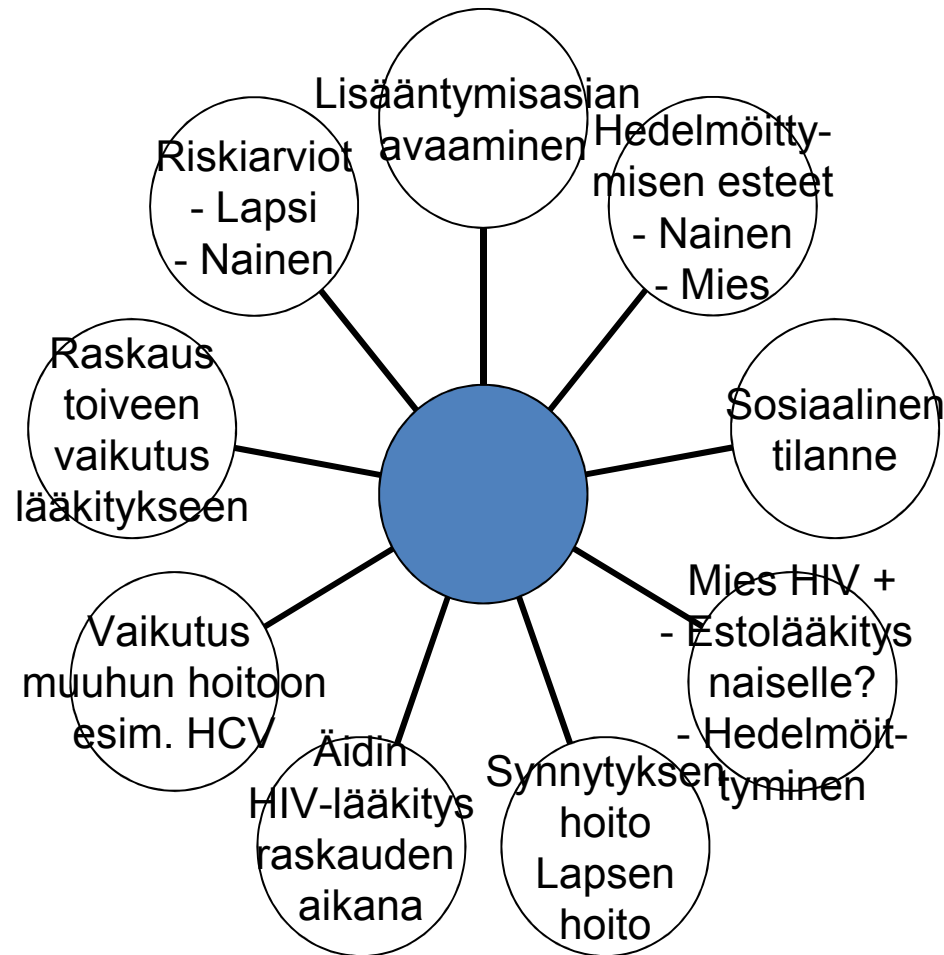 Lisääntymisasian
avaaminen
Hedelmöitty-
misen esteet
- Nainen
- Mies
Sosiaalinen
tilanne
Mies HIV +
- Estolääkitys
naiselle?
- Hedelmöit-
tyminen
Synnytyksen
hoito
Lapsen
hoito
Äidin
HIV-lääkitys
raskauden
aikana
Vaikutus
muuhun hoitoon
esim. HCV
Raskaus
toiveen
vaikutus
lääkitykseen
Riskiarviot
- Lapsi
- Nainen